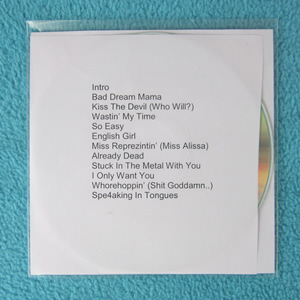 Intro
Bad Dream Mama
Kiss The Devil (Who Will?)
Wastin' My Time
So Easy
English Girl
Miss Reprezintin' (Miss Alissa)
Already Dead
Stuck In The Metal With You
I Only Want You
Whorehoppin' (Shit Goddamn..)
Spe4aking In Tongues